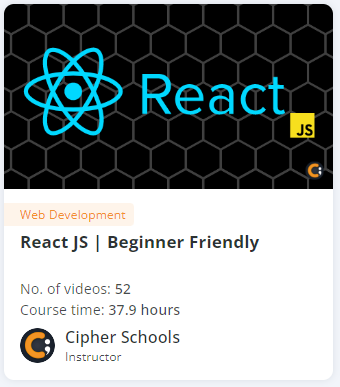 React
JS
Web Development
React JS | Beginner Friendly
No. of videos: 52
Course time: 37.9 hours
Cipher Schools
Instructor